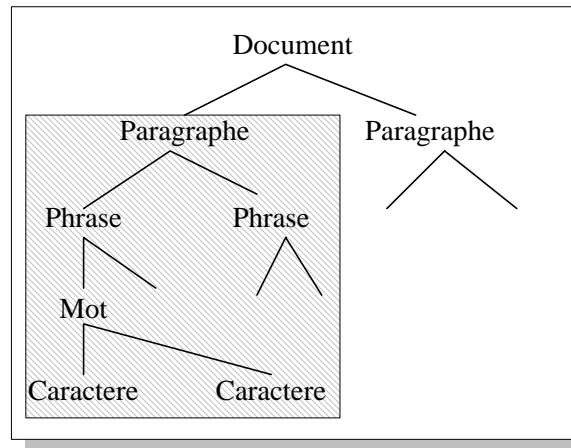 Document
Paragraphe Paragraphe
Phrase Phrase
Mot
Caractere Caractere